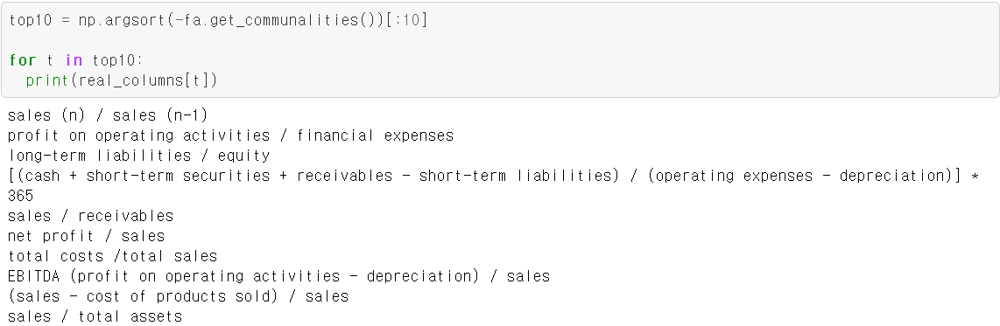 top10 = np.argsort(-fa.get_communalities())[:10]
for t in top10:
  print(real_columns[t])
sales (n) / sales (n-1)
profit on operating activities / financial expenses
long-term liabilities / equity
[(cash + short-term securities + receivables - short-term liabilities) / (operating expenses - depreciation)] *
365
sales / receivables
net profit / sales
total costs /total sales
EBITDA (profit on operating activities - depreciation) / sales
(sales - cost of products sold) / sales
sales / total assets